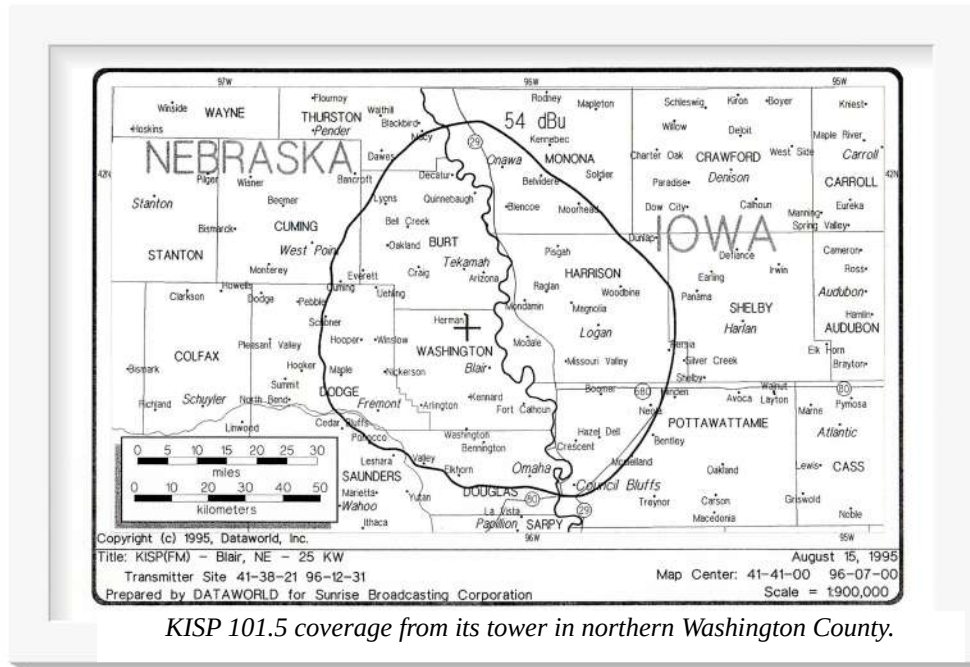 97W 96W 95W
Winside WAYNE Flournoy Walthill Rodney Mapleton Schleswig Kiron Boyer Kniest
Hoskins THURSTON Pender Blackbird Macy 54 dBu Kennebec Willow Deloit Maple River
NEBRASKA Dawes 29 Onawa MONONA Charter Oak CRAWFORD West Side Carroll
42N Pilger Wisner Bancroft Decatur Belvidere Soldier Paradise Denison CARROLL 42N
Stanton Beemer Lyons Quinnebaugh Blencoe Moorhead Dow City Calhoun Manning Eureka
Bismarck CUMING Bell Creek Dunlap IOWA Spring Valley
STANTON West Point Oakland BURT Pisgah Defiance Cameron
Monterey Everett Craig Tekamah Arizona HARRISON Earling Irwin Ross
Clarkson Howells Dodge Cuming Uehling Raglan Woodbine Panama Audubon
Pebble Mondamin Magnolia SHELBY Hamlin
Scribner Herman Logan Harlan AUDUBON
COLFAX Pleasant Valley Hooper Winslow WASHINGTON Modale Persia Elk Horn
Bismark Hooker Maple Nickerson Blair Missouri Valley Silver Creek Brayton
Summit DODGE Kennard Boomer 680 Shelby Minden Walnut 80
Richland Schuyler North Bend Fremont Arlington Fort Calhoun Neola Avoca Layton Marne Pymosa
Linwood Cedar Bluffs Washington Hazel Dell POTTAWATTAMIE Atlantic
Bennington Crescent Bentley
0 5 10 15 20 25 30 Leshara Valley Elkhorn Omaha Oakland Lewis CASS
miles SAUNDERS DOUGLAS Council Bluffs
0 10 20 30 40 50 Marietta Yutan 80 Treynor Carson Griswold
kilometers Wahoo La Vista 29 Noble
Ithaca Papillion SARPY Macedonia
96W 95W
Copyright (c) 1995, Dataworld, Inc.
Title: KISP(FM) - Blair, NE - 25 KW August 15, 1995
Transmitter Site 41-38-21 96-12-31 Map Center: 41-41-00 96-07-00
Prepared by DATAWORLD for Sunrise Broadcasting Corporation Scale = 1:900,000
KISP 101.5 coverage from its tower in northern Washington County.